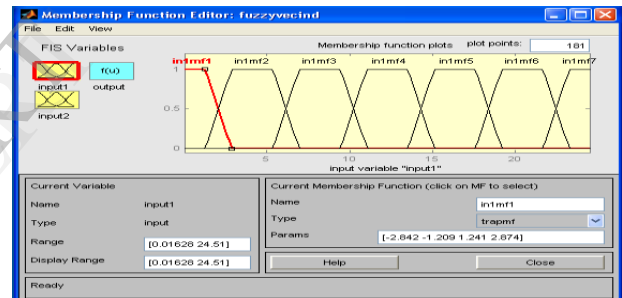 Membership Function Editor: fuzzyvecind
File Edit View
FIS Variables
Membership function plots plot points: 181
in1mf1 in1mf2 in1mf3 in1mf4 in1mf5 in1mf6 in1mf7
f(u)
input1 output
input2
1
0.5
0
5 10 15 20
input variable "input1"
Current Variable
Name input1
Type input
Range [0.01628 24.51]
Display Range [0.01628 24.51]
Current Membership Function (click on MF to select)
Name in1mf1
Type trapmf
Params [-2.842 -1.209 1.241 2.874]
Help Close
Ready